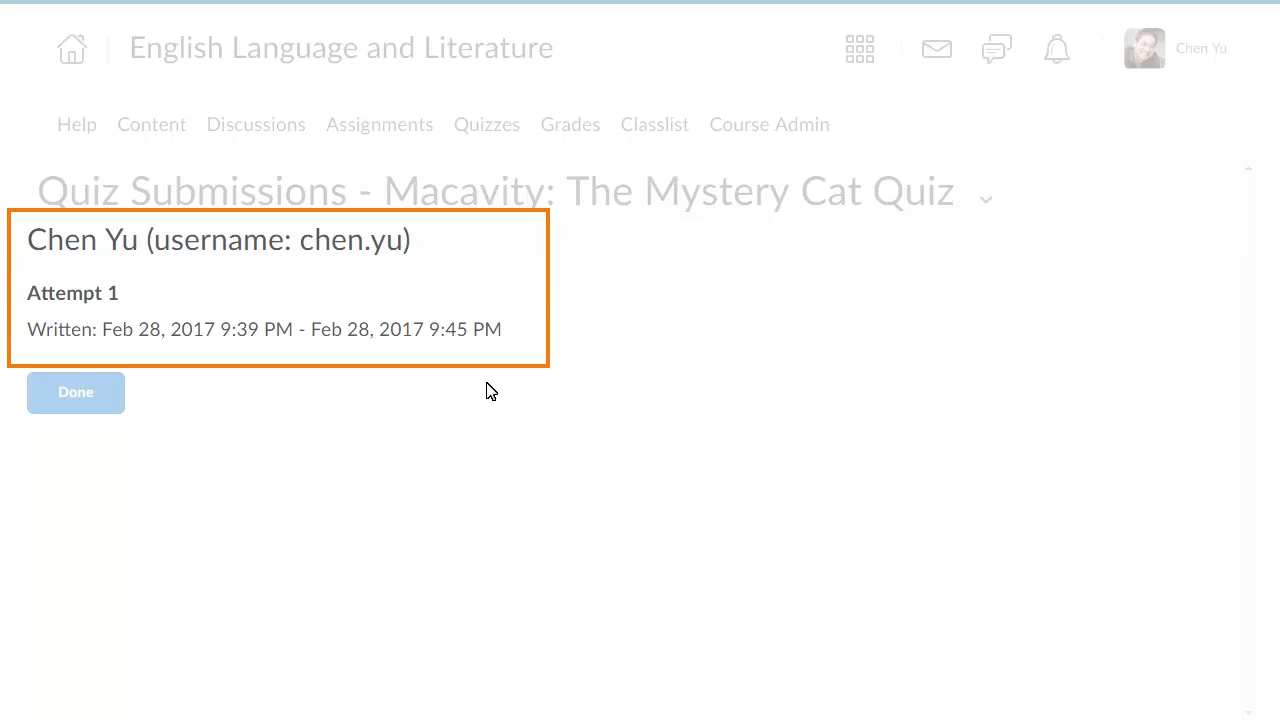 English Language and Literature
Chen Yu
Help Content Discussions Assignments Quizzes Grades Classlist Course Admin
Quiz Submissions - Macavity: The Mystery Cat Quiz
Chen Yu (username: chen.yu)
Attempt 1
Written: Feb 28, 2017 9:39 PM - Feb 28, 2017 9:45 PM
Done